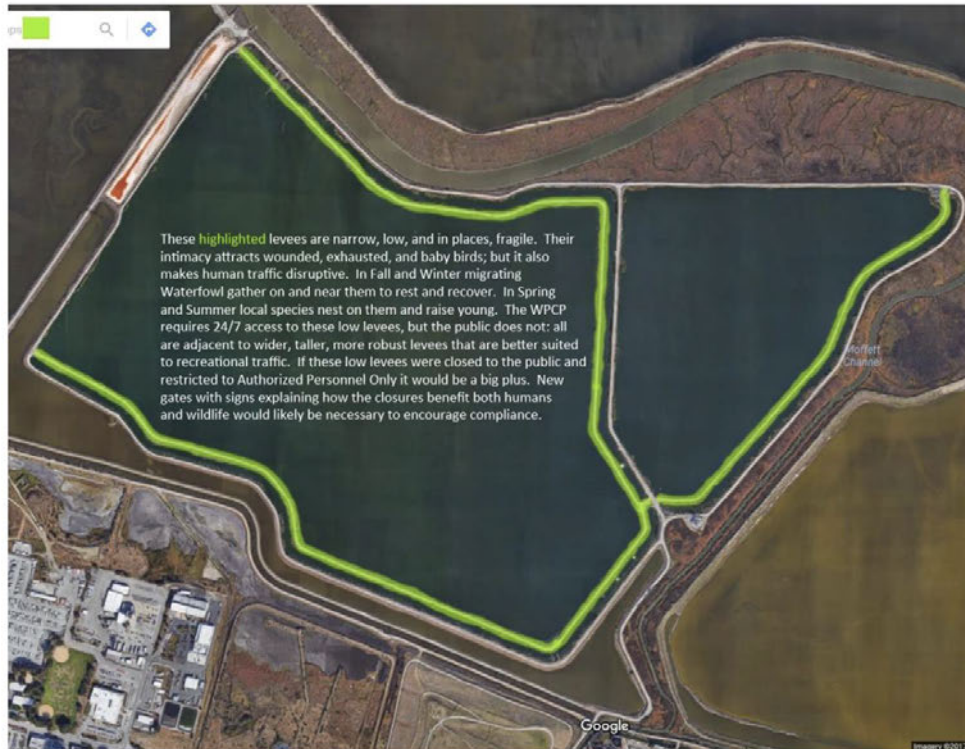 ps
These highlighted levees are narrow, low, and in places, fragile. Their
intimacy attracts wounded, exhausted, and baby birds; but it also
makes human traffic disruptive. In Fall and Winter migrating
Waterfowl gather on and near them to rest and recover. In Spring
and Summer local species nest on them and raise young. The WPCP
requires 24/7 access to these low levees, but the public does not: all
are adjacent to wider, taller, more robust levees that are better suited
to recreational traffic. If these low levees were closed to the public and
restricted to Authorized Personnel Only it would be a big plus. New
gates with signs explaining how the closures benefit both humans
and wildlife would likely be necessary to encourage compliance.
Moffett
Channel
Google